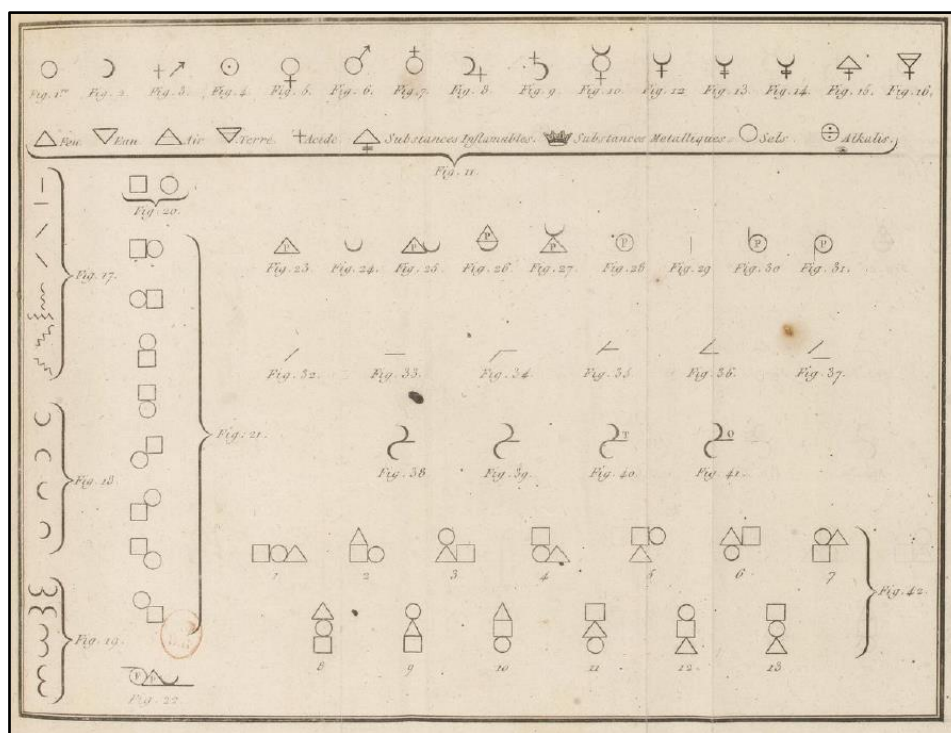 Fig. 1.re Fig. 2. Fig. 3. Fig. 4. Fig. 5. Fig. 6. Fig. 7. Fig. 8. Fig. 9. Fig. 10. Fig. 12. Fig. 13. Fig. 14. Fig. 15. Fig. 16.
Feu. Eau. Air Terre. Acide. Substances Inflamables. Substances Metalliques. Sels. Alkalis.
Fig. 11.
Fig. 17.
Fig. 18.
Fig. 19.
Fig. 20.
Fig. 21.
P
Fig. 22.
P P P P P P P
Fig. 23. Fig. 24. Fig. 25. Fig. 26. Fig. 27. Fig. 28. Fig. 29 Fig. 30 Fig. 31.
Fig. 32. Fig. 33. Fig. 34. Fig. 35 Fig. 36. Fig. 37.
T O
Fig. 38 Fig. 39. Fig. 40. Fig. 41.
1 2 3 4 5 6 7
8 9 10 11 12 13
Fig. 42.